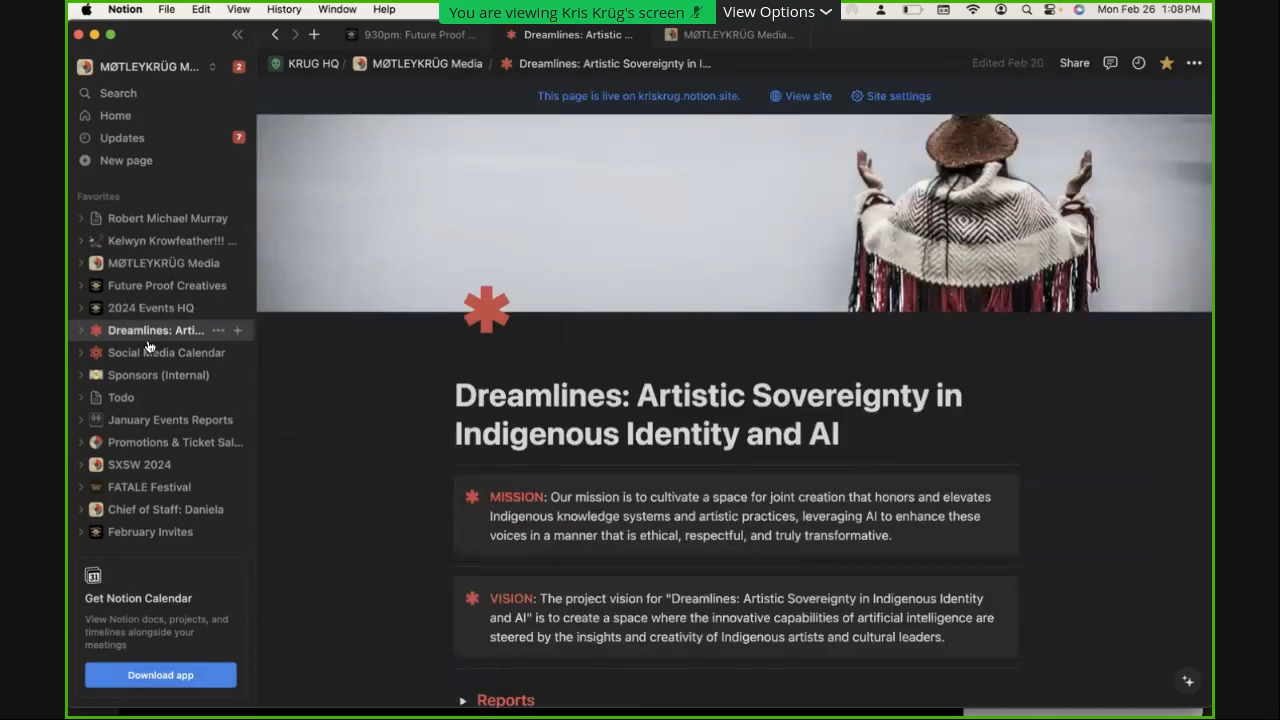 Notion File Edit View History Window Help
You are viewing Kris Krüg's screen
View Options
Mon Feb 26 1:08 PM
930pm: Future Proof ...
Dreamlines: Artistic ...
MØTLEYKRÜG Media...
MØTLEYKRÜG M...
2
KRUG HQ / MØTLEYKRÜG Media / Dreamlines: Artistic Sovereignty in I...
Edited Feb 20
Share
This page is live on kriskrug.notion.site.
View site
Site settings
Search
Home
Updates
7
New page
Favorites
Robert Michael Murray
Kelwyn Krowfeather!!! ...
MØTLEYKRÜG Media
Future Proof Creatives
2024 Events HQ
Dreamlines: Arti...
Social Media Calendar
Sponsors (Internal)
Todo
January Events Reports
Promotions & Ticket Sal...
SXSW 2024
FATALE Festival
Chief of Staff: Daniela
February Invites
31
Get Notion Calendar
View Notion docs, projects, and
timelines alongside your
meetings
Download app
Dreamlines: Artistic Sovereignty in
Indigenous Identity and AI
MISSION: Our mission is to cultivate a space for joint creation that honors and elevates
Indigenous knowledge systems and artistic practices, leveraging AI to enhance these
voices in a manner that is ethical, respectful, and truly transformative.
VISION: The project vision for "Dreamlines: Artistic Sovereignty in Indigenous Identity
and AI" is to create a space where the innovative capabilities of artificial intelligence are
steered by the insights and creativity of Indigenous artists and cultural leaders.
Reports